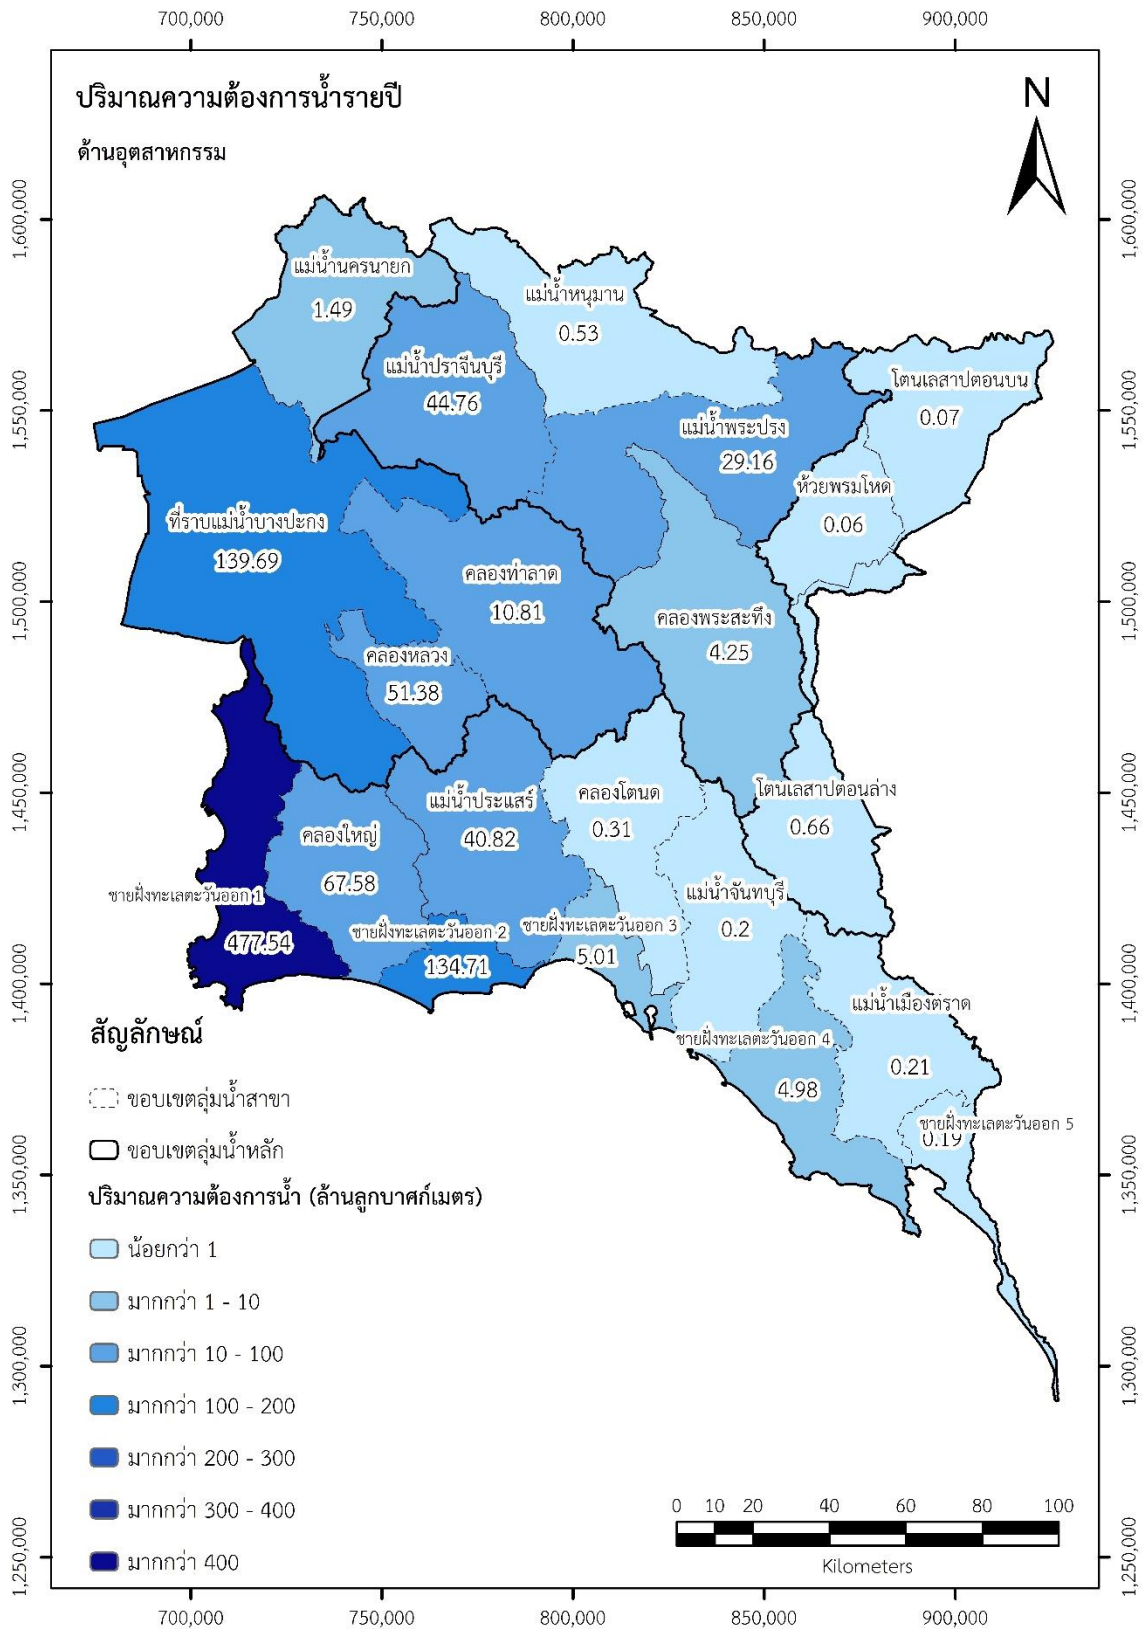 700,000 750,000 800,000 850,000 900,000
ปริมาณความต้องการน้ำรายปี
ด้านอุตสาหกรรม
N
1,600,000 1,600,000
แม่น้ำนครนายก
1.49
แม่น้ำหนุมาน
0.53
แม่น้ำปราจีนบุรี
44.76
โตนเลสาปตอนบน
0.07
1,550,000 1,550,000
แม่น้ำพระปรง
29.16
ห้วยพรมโหด
0.06
ที่ราบแม่น้ำบางปะกง
139.69
คลองท่าลาด
10.81
1,500,000 1,500,000
คลองพระสะทึง
4.25
คลองหลวง
51.38
1,450,000 1,450,000
โตนเลสาปตอนล่าง
0.66
คลองโตนด
0.31
แม่น้ำประแสร์
40.82
คลองใหญ่
67.58
ชายฝั่งทะเลตะวันออก 1
477.54
แม่น้ำจันทบุรี
0.2
ชายฝั่งทะเลตะวันออก 2
134.71
ชายฝั่งทะเลตะวันออก 3
5.01
1,400,000 1,400,000
แม่น้ำเมืองตราด
0.21
ชายฝั่งทะเลตะวันออก 4
4.98
ชายฝั่งทะเลตะวันออก 5
0.19
สัญลักษณ์
ขอบเขตลุ่มน้ำสาขา
ขอบเขตลุ่มน้ำหลัก
1,350,000 1,350,000
ปริมาณความต้องการน้ำ (ล้านลูกบาศก์เมตร)
น้อยกว่า 1
มากกว่า 1 - 10
มากกว่า 10 - 100
1,300,000 1,300,000
มากกว่า 100 - 200
มากกว่า 200 - 300
มากกว่า 300 - 400
มากกว่า 400
0 10 20 40 60 80 100
Kilometers
1,250,000 1,250,000
700,000 750,000 800,000 850,000 900,000